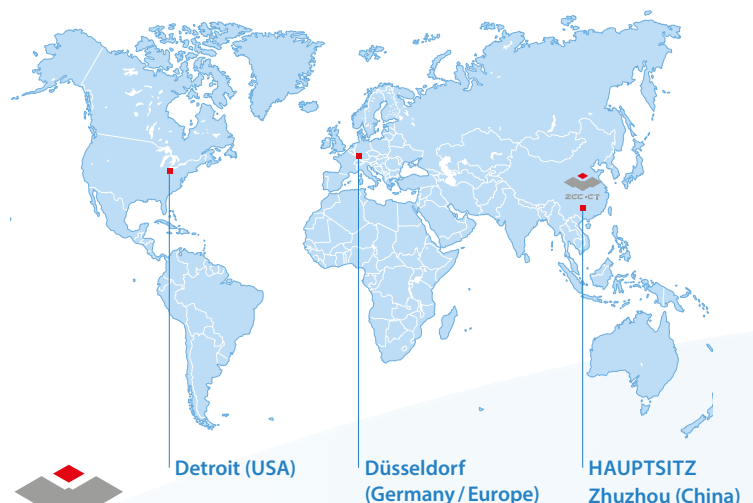 ZCC·CT
Detroit (USA)
Düsseldorf
(Germany / Europe)
HAUPTSITZ
Zhuzhou (China)